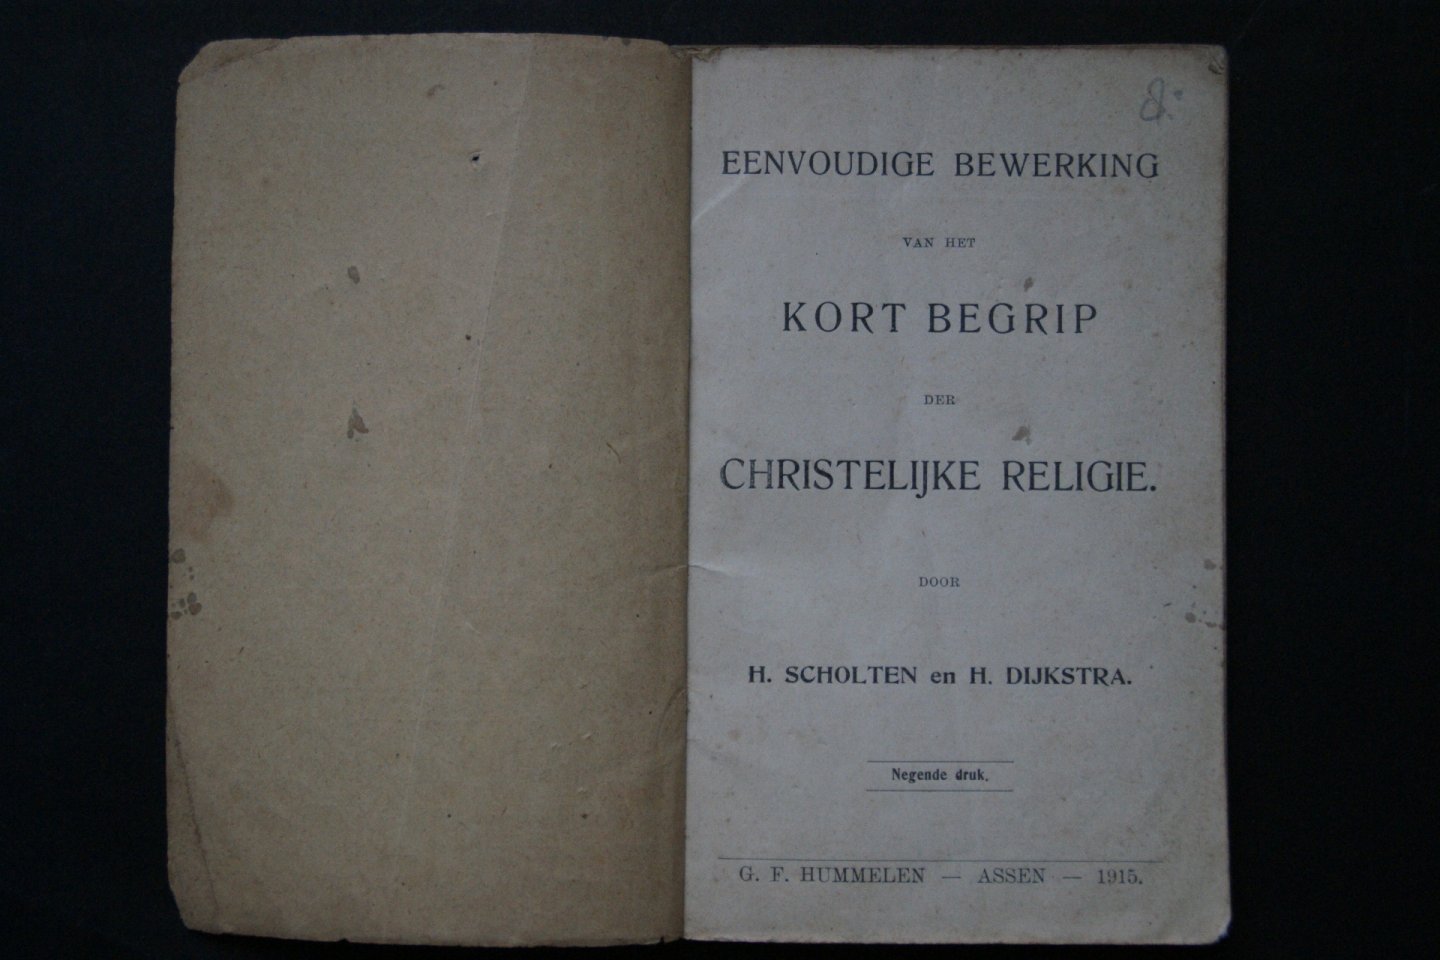 8.
EENVOUDIGE BEWERKING
VAN HET
KORT BEGRIP
DER
CHRISTELIJKE RELIGIE.
DOOR
H. SCHOLTEN en H. DIJKSTRA.
Negende druk.
G. F. HUMMELEN — ASSEN — 1915.